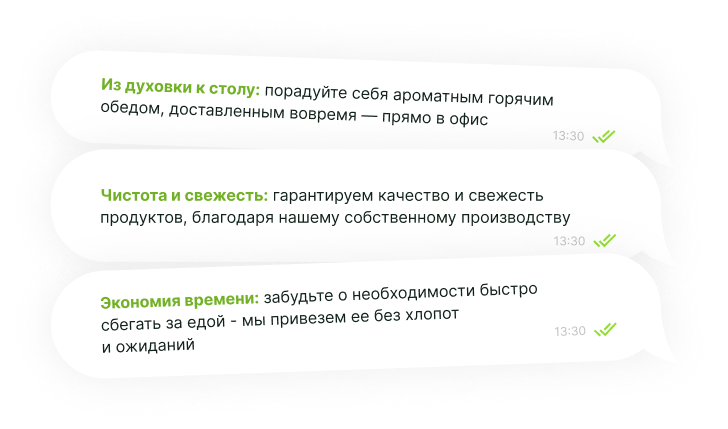 Из духовки к столу: порадуйте себя ароматным горячим
обедом, доставленным вовремя — прямо в офис
13:30
Чистота и свежесть: гарантируем качество и свежесть
продуктов, благодаря нашему собственному производству
13:30
Экономия времени: забудьте о необходимости быстро
сбегать за едой - мы привезем ее без хлопот
13:30
и ожиданий